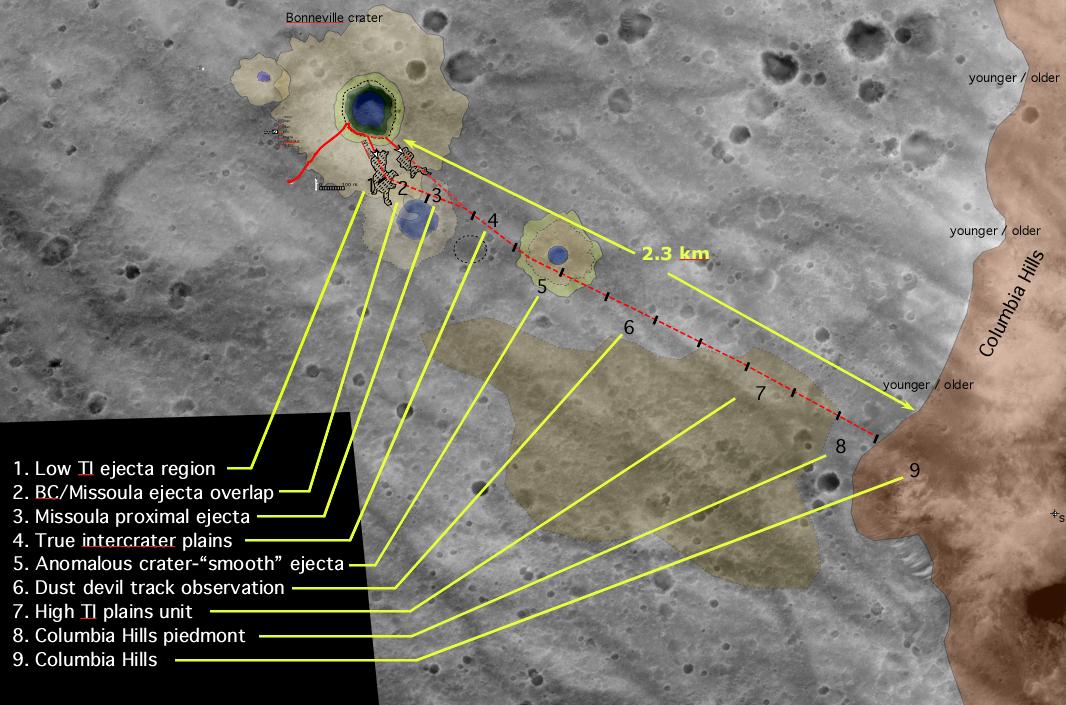 Bonneville crater
younger / older
younger / older
Columbia Hills
younger / older
2.3 km
1
2
3
4
5
6
7
8
9
1. Low TI ejecta region
2. BC/Missoula ejecta overlap
3. Missoula proximal ejecta
4. True intercrater plains
5. Anomalous crater-“smooth” ejecta
6. Dust devil track observation
7. High TI plains unit
8. Columbia Hills piedmont
9. Columbia Hills